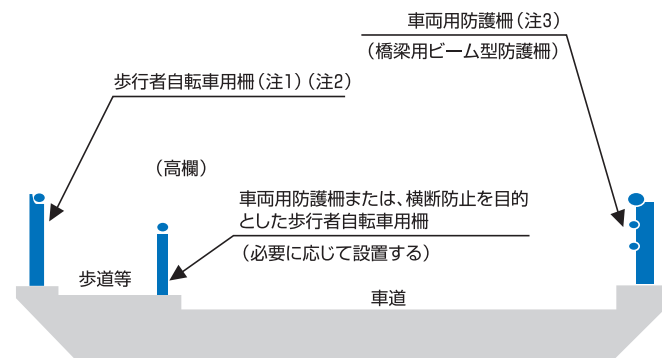 車両用防護柵(注3)
(橋梁用ビーム型防護柵)
歩行者自転車用柵(注1)(注2)
(高欄)
車両用防護柵または、横断防止を目的
とした歩行者自転車用柵
(必要に応じて設置する)
歩道等
車道